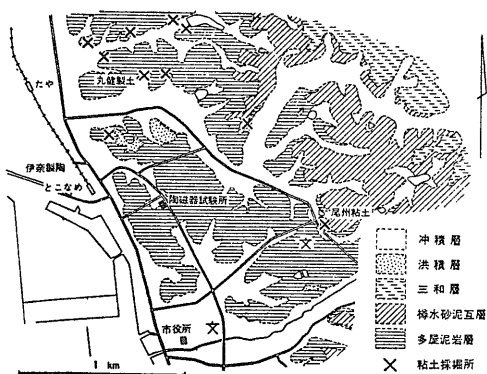 丸健製土
たや
伊奈製陶
とこなめ
陶磁器試験所
尾州粘土
市役所
1 km
沖積層
洪積層
三和層
樽水砂泥互層
多屋泥岩層
粘土採掘所